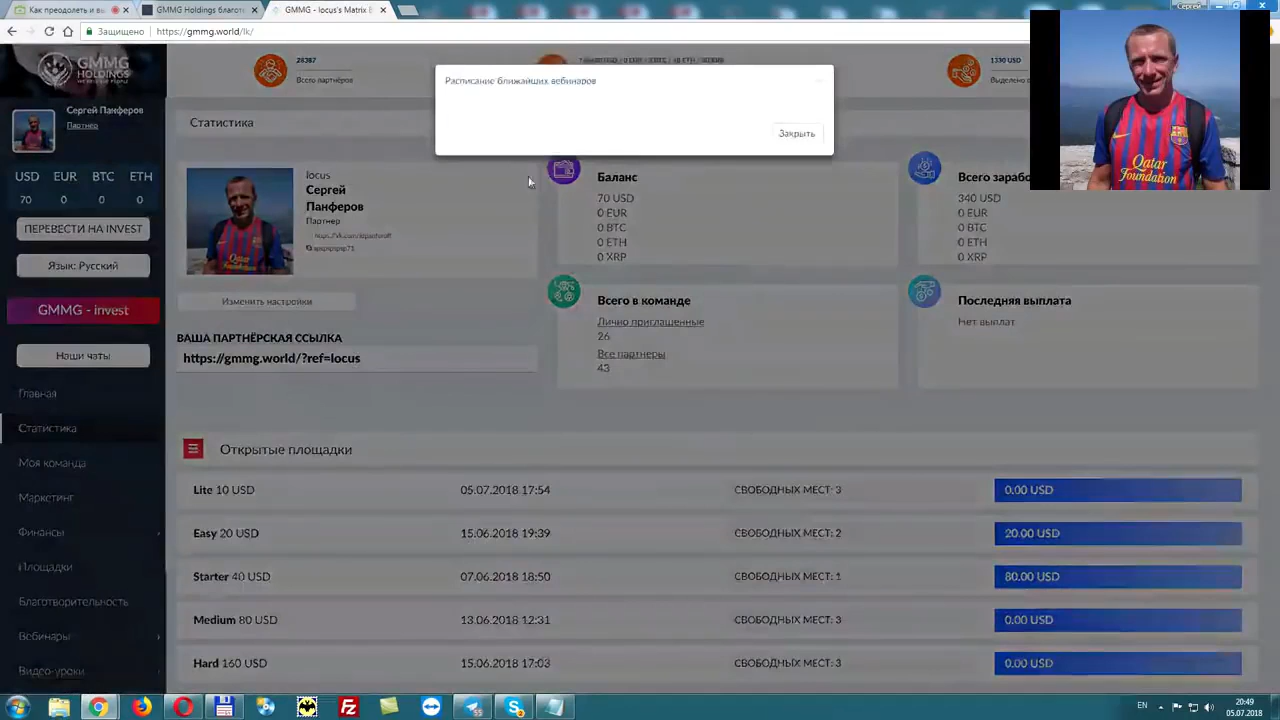 Как преодолеть и вы
GMMG Holdings благотв
GMMG - locus's Matrix E
Защищено
https://gmmg.world/lk/
GMMG
HOLDINGS
26387
Всего партнёров
1390 USD
Выделено
Расписание ближайших вебинаров
Закрыть
Сергей Панферов
Партнер
USD EUR BTC ETH
70 0 0 0
ПЕРЕВЕСТИ НА INVEST
Язык: Русский
GMMG - invest
Наши чаты
Главная
Статистика
Моя команда
Маркетинг
Финансы
Площадки
Благотворительность
Вебинары
Видео-уроки
Статистика
locus
Сергей
Панферов
Партнер
Изменить настройки
ВАША ПАРТНЁРСКАЯ ССЫЛКА
https://gmmg.world/?ref=locus
Баланс
70 USD
0 EUR
0 BTC
0 ETH
0 XRP
Всего зарабо
340 USD
0 EUR
0 BTC
0 ETH
0 XRP
Всего в команде
Лично приглашенные
26
Все партнеры
43
Последняя выплата
Нет выплат
Открытые площадки
Lite 10 USD 05.07.2018 17:54 СВОБОДНЫХ МЕСТ: 3 0.00 USD
Easy 20 USD 15.06.2018 19:39 СВОБОДНЫХ МЕСТ: 2 20.00 USD
Starter 40 USD 07.06.2018 18:50 СВОБОДНЫХ МЕСТ: 1 80.00 USD
Medium 80 USD 13.06.2018 12:31 СВОБОДНЫХ МЕСТ: 3 0.00 USD
Hard 160 USD 15.06.2018 17:03 СВОБОДНЫХ МЕСТ: 3 0.00 USD
Qatar
Foundation
EN
20:49
05.07.2018